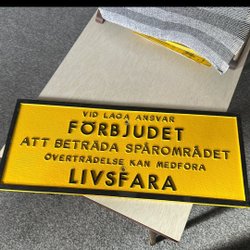 VID LAGA ANSVAR
FÖRBJUDET
ATT BETRÄDA SPÅROMRÅDET
ÖVERTRÄDELSE KAN MEDFÖRA
LIVSFARA